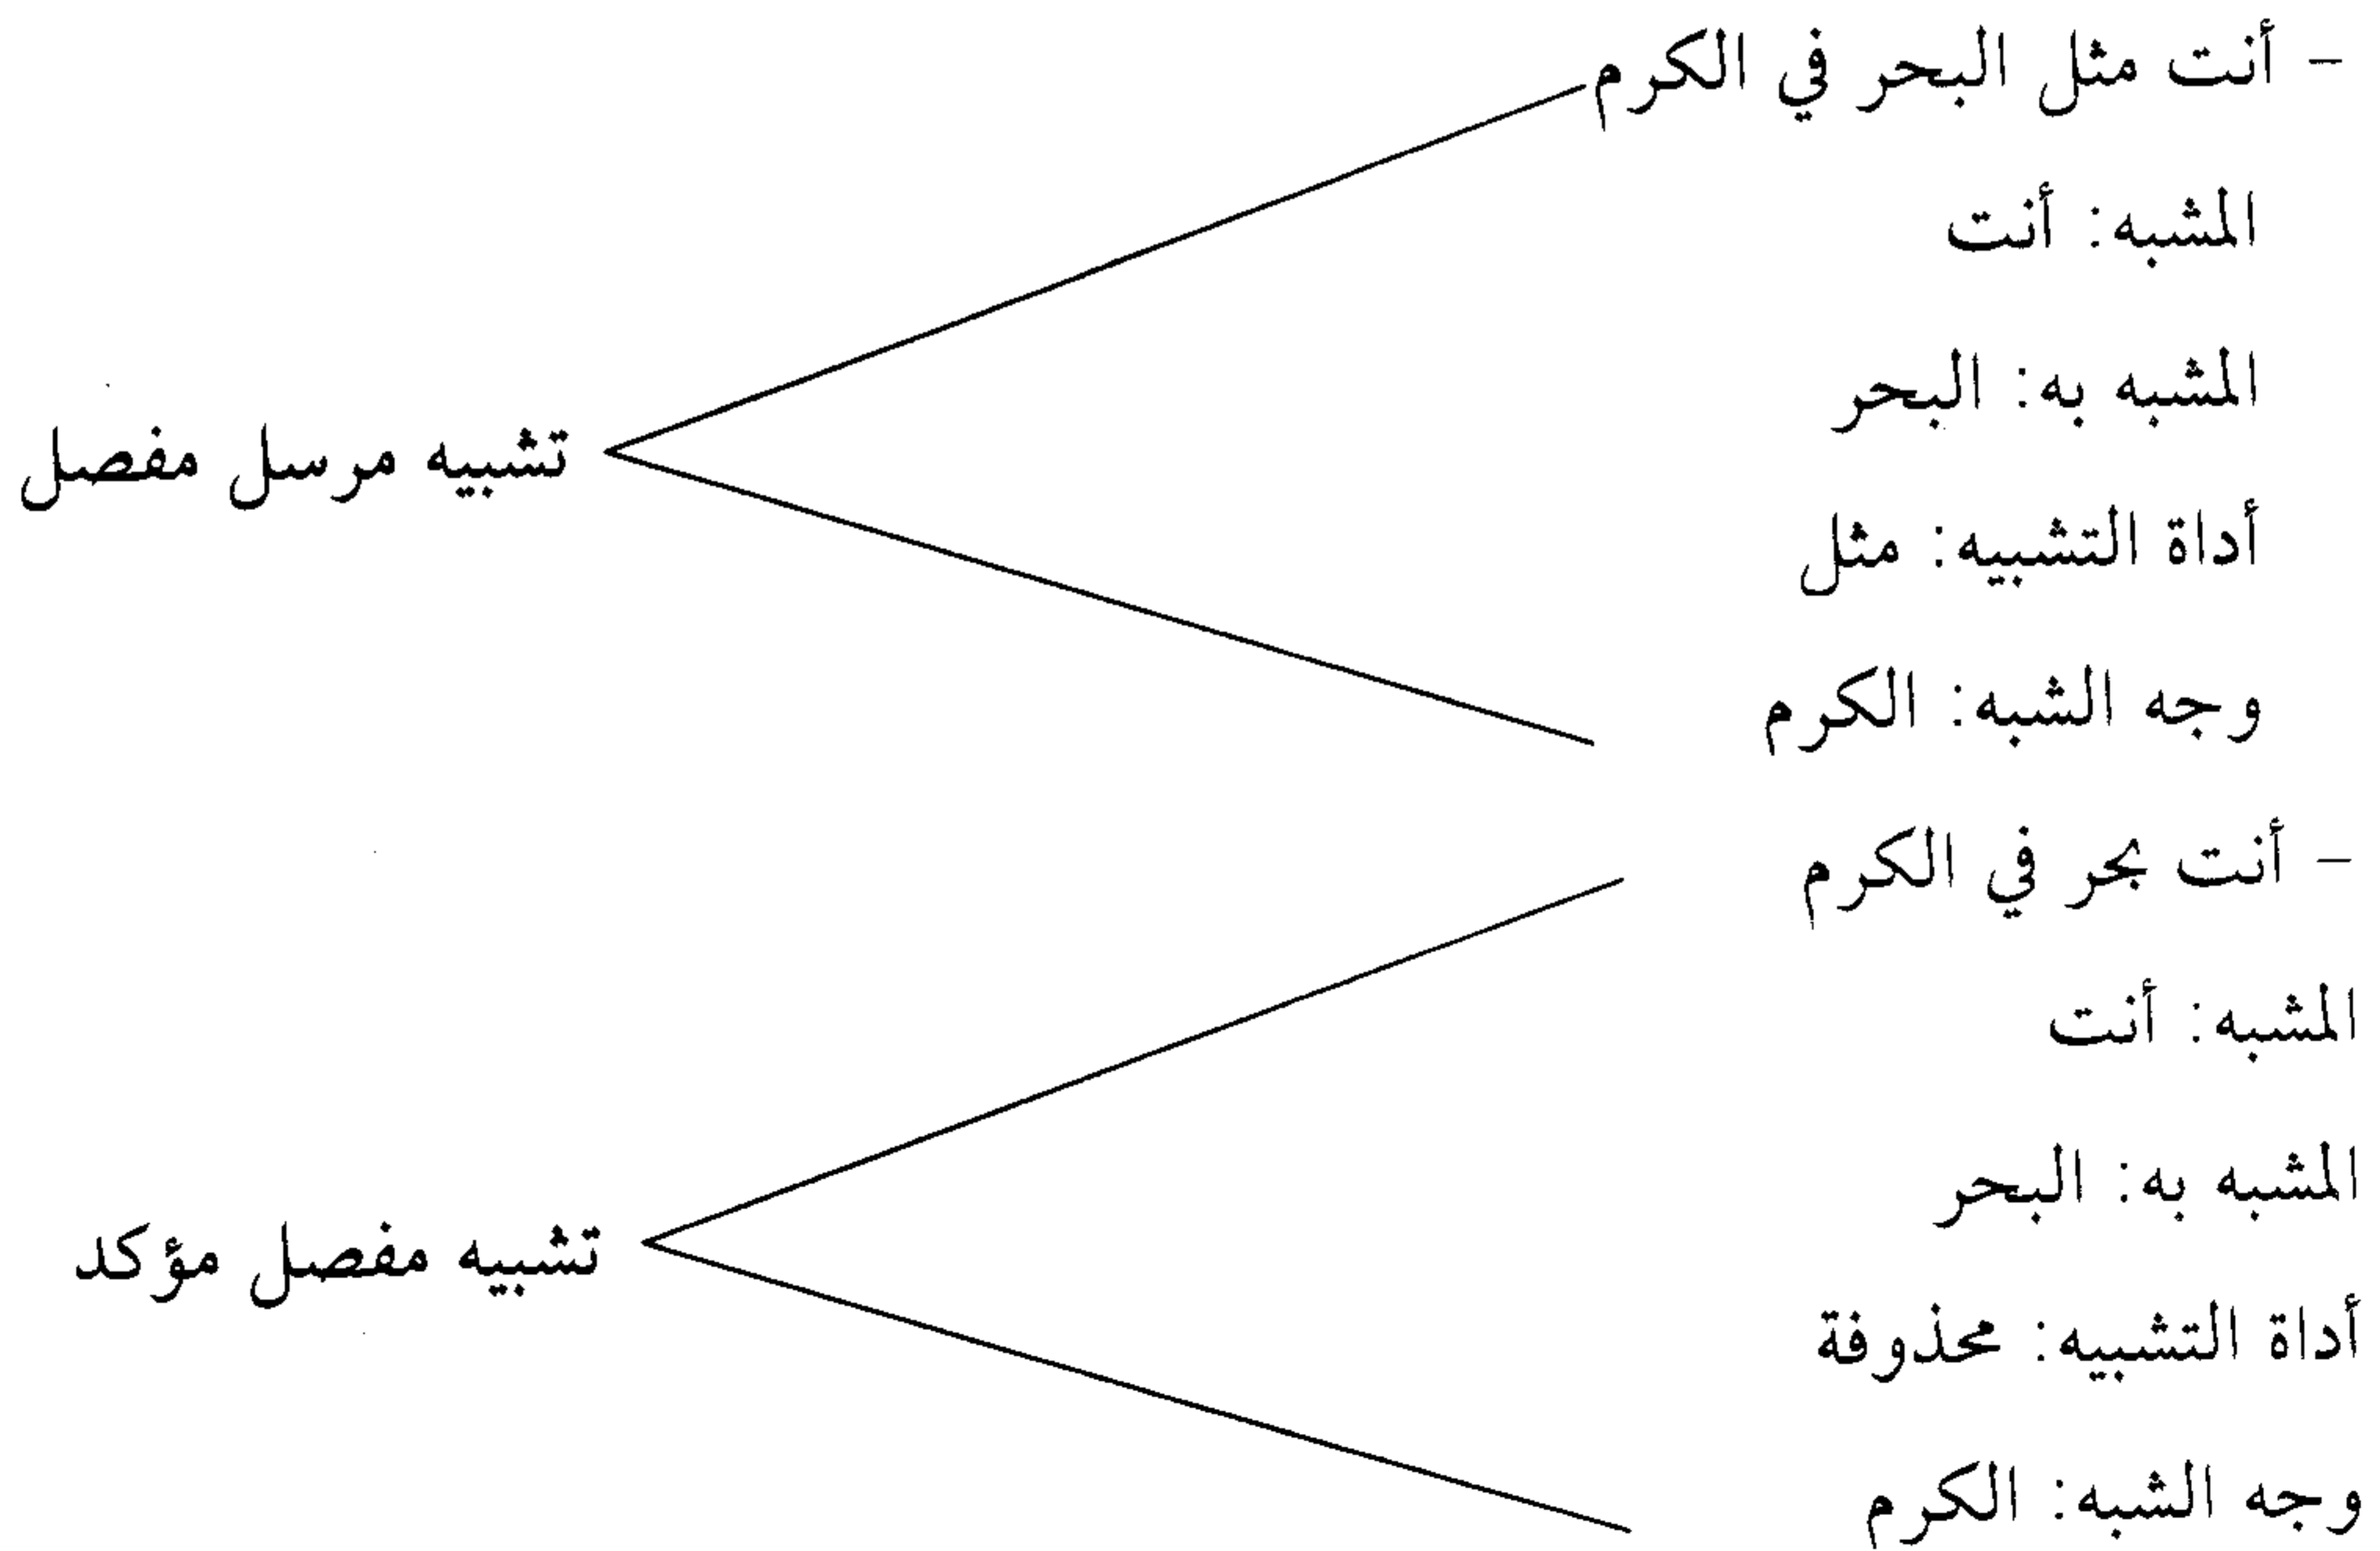 - أنت مثل البحر في الكرم
المشبه: أنت
المشبه به: البحر
أداة التشبيه: مثل
وجه الشبه: الكرم
تشبيه مرسل مفصل
- أنت بحر في الكرم
المشبه: أنت
المشبه به: البحر
أداة التشبيه: محذوفة
وجه الشبه: الكرم
تشبيه مفصل مؤكد